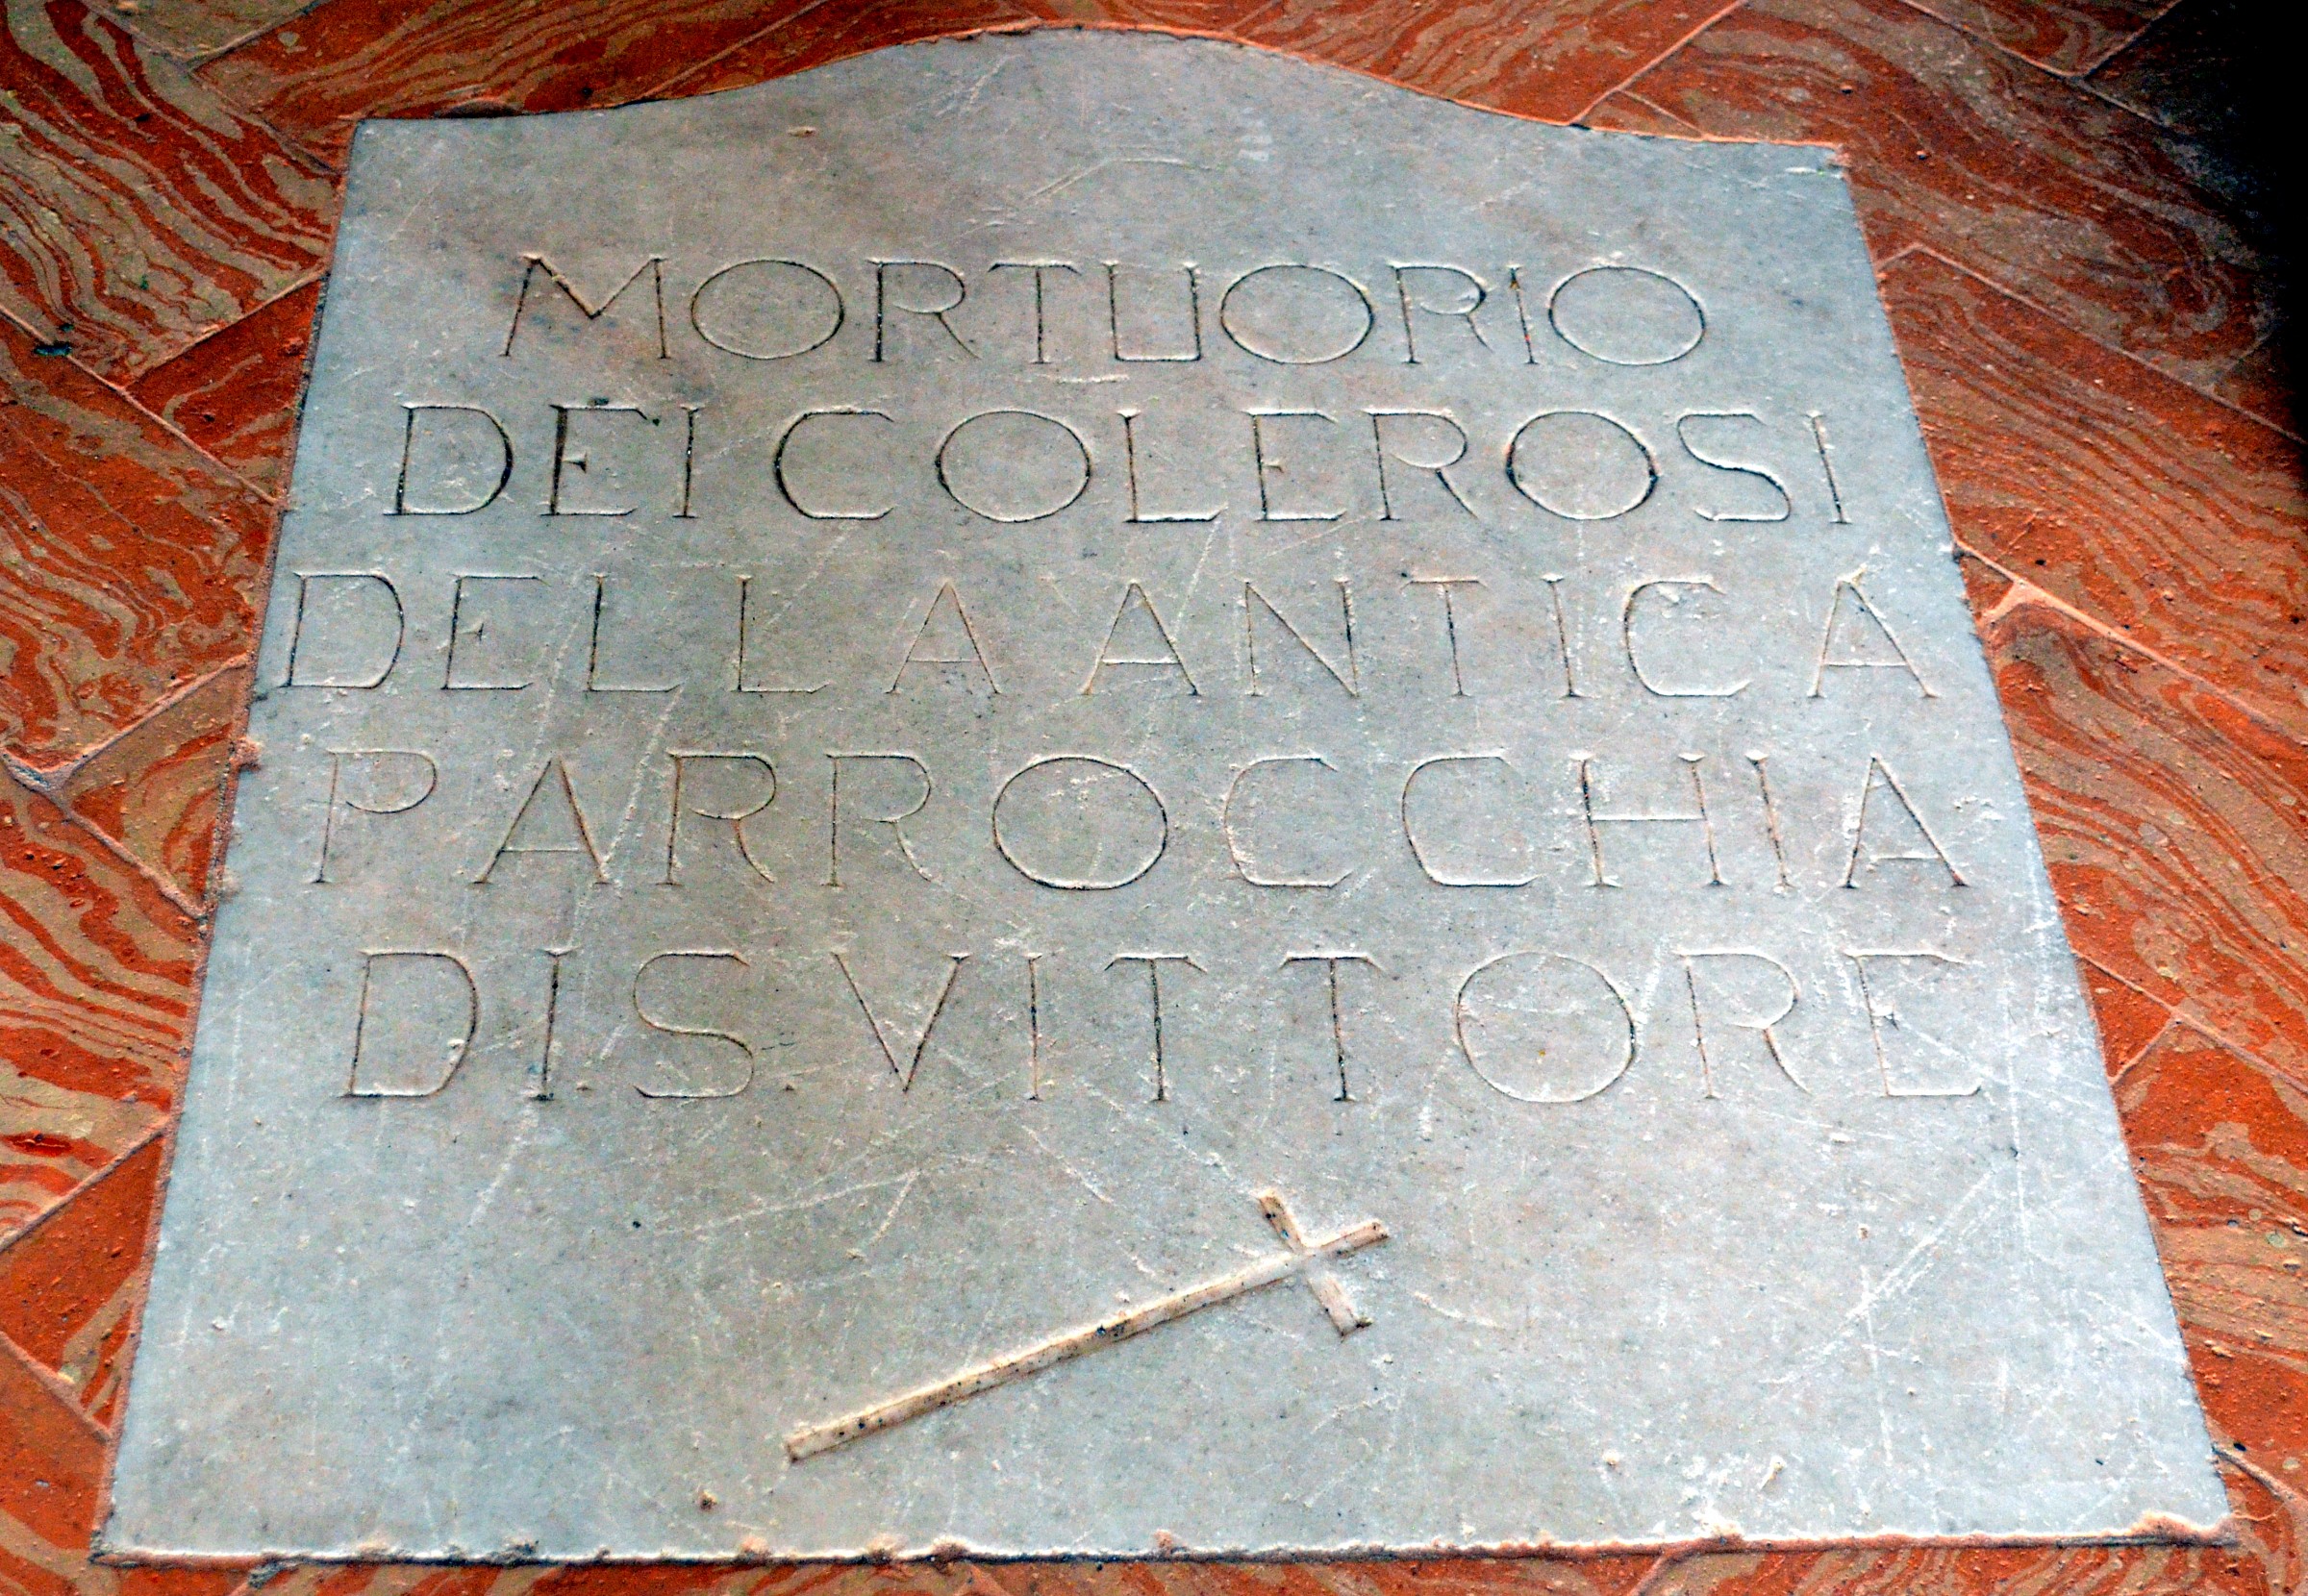 MORTUORIO
DEI COLEROSI
DELLA ANTICA
PARROCCHIA
DI.S.VITTORE